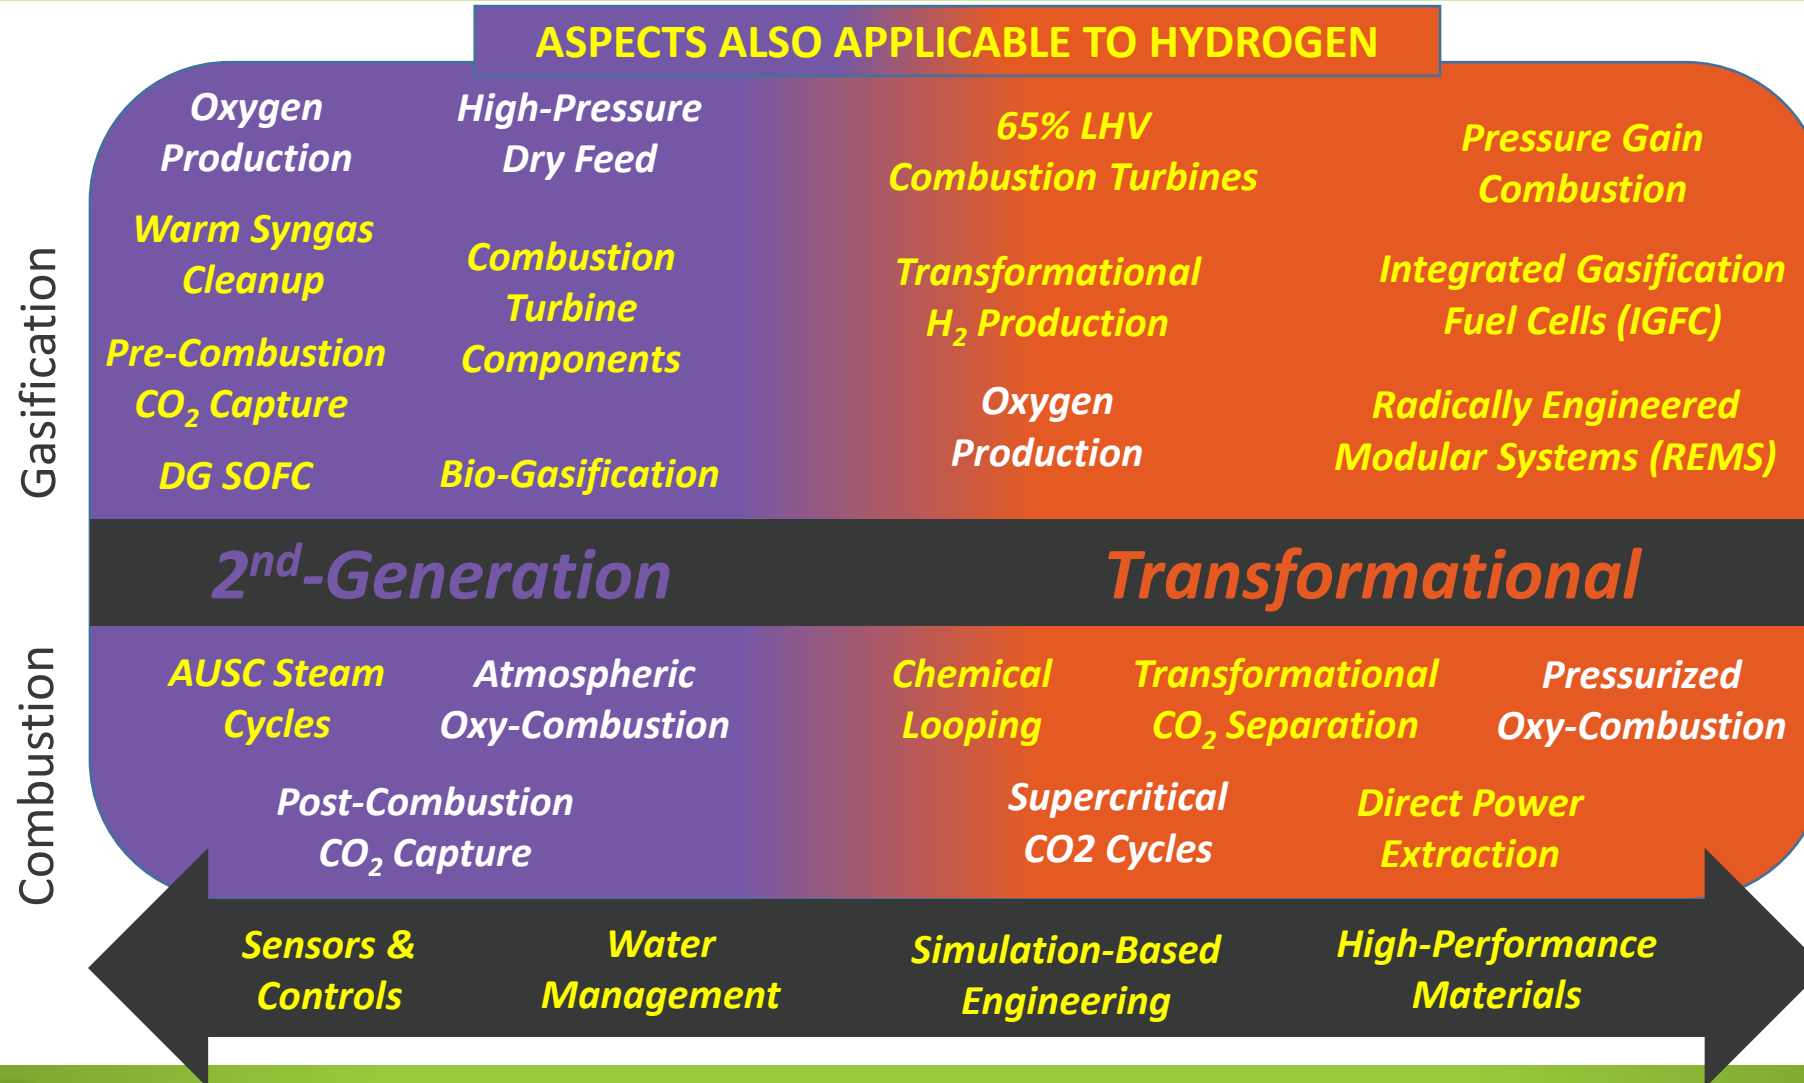 ASPECTS ALSO APPLICABLE TO HYDROGEN
Gasification
Oxygen
Production
High-Pressure
Dry Feed
65% LHV
Combustion Turbines
Pressure Gain
Combustion
Warm Syngas
Cleanup
Combustion
Turbine
Components
Transformational
H₂ Production
Integrated Gasification
Fuel Cells (IGFC)
Pre-Combustion
CO₂ Capture
Oxygen
Production
Radically Engineered
Modular Systems (REMS)
DG SOFC
Bio-Gasification
2nd-Generation
Transformational
Combustion
AUSC Steam
Cycles
Atmospheric
Oxy-Combustion
Chemical
Looping
Transformational
CO₂ Separation
Pressurized
Oxy-Combustion
Post-Combustion
CO₂ Capture
Supercritical
CO2 Cycles
Direct Power
Extraction
Sensors &
Controls
Water
Management
Simulation-Based
Engineering
High-Performance
Materials